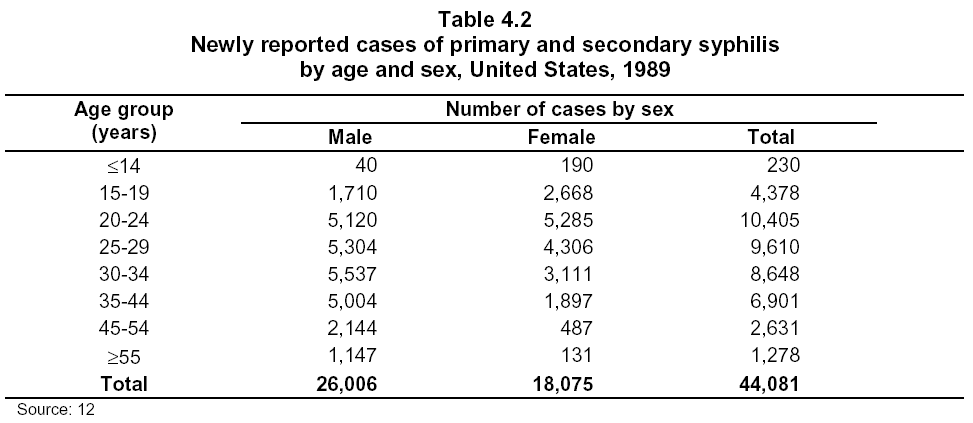 Table 4.2
Newly reported cases of primary and secondary syphilis
by age and sex, United States, 1989
Age group
(years)
Number of cases by sex
Male Female Total
≤14 40 190 230
15-19 1,710 2,668 4,378
20-24 5,120 5,285 10,405
25-29 5,304 4,306 9,610
30-34 5,537 3,111 8,648
35-44 5,004 1,897 6,901
45-54 2,144 487 2,631
≥55 1,147 131 1,278
Total 26,006 18,075 44,081
Source: 12